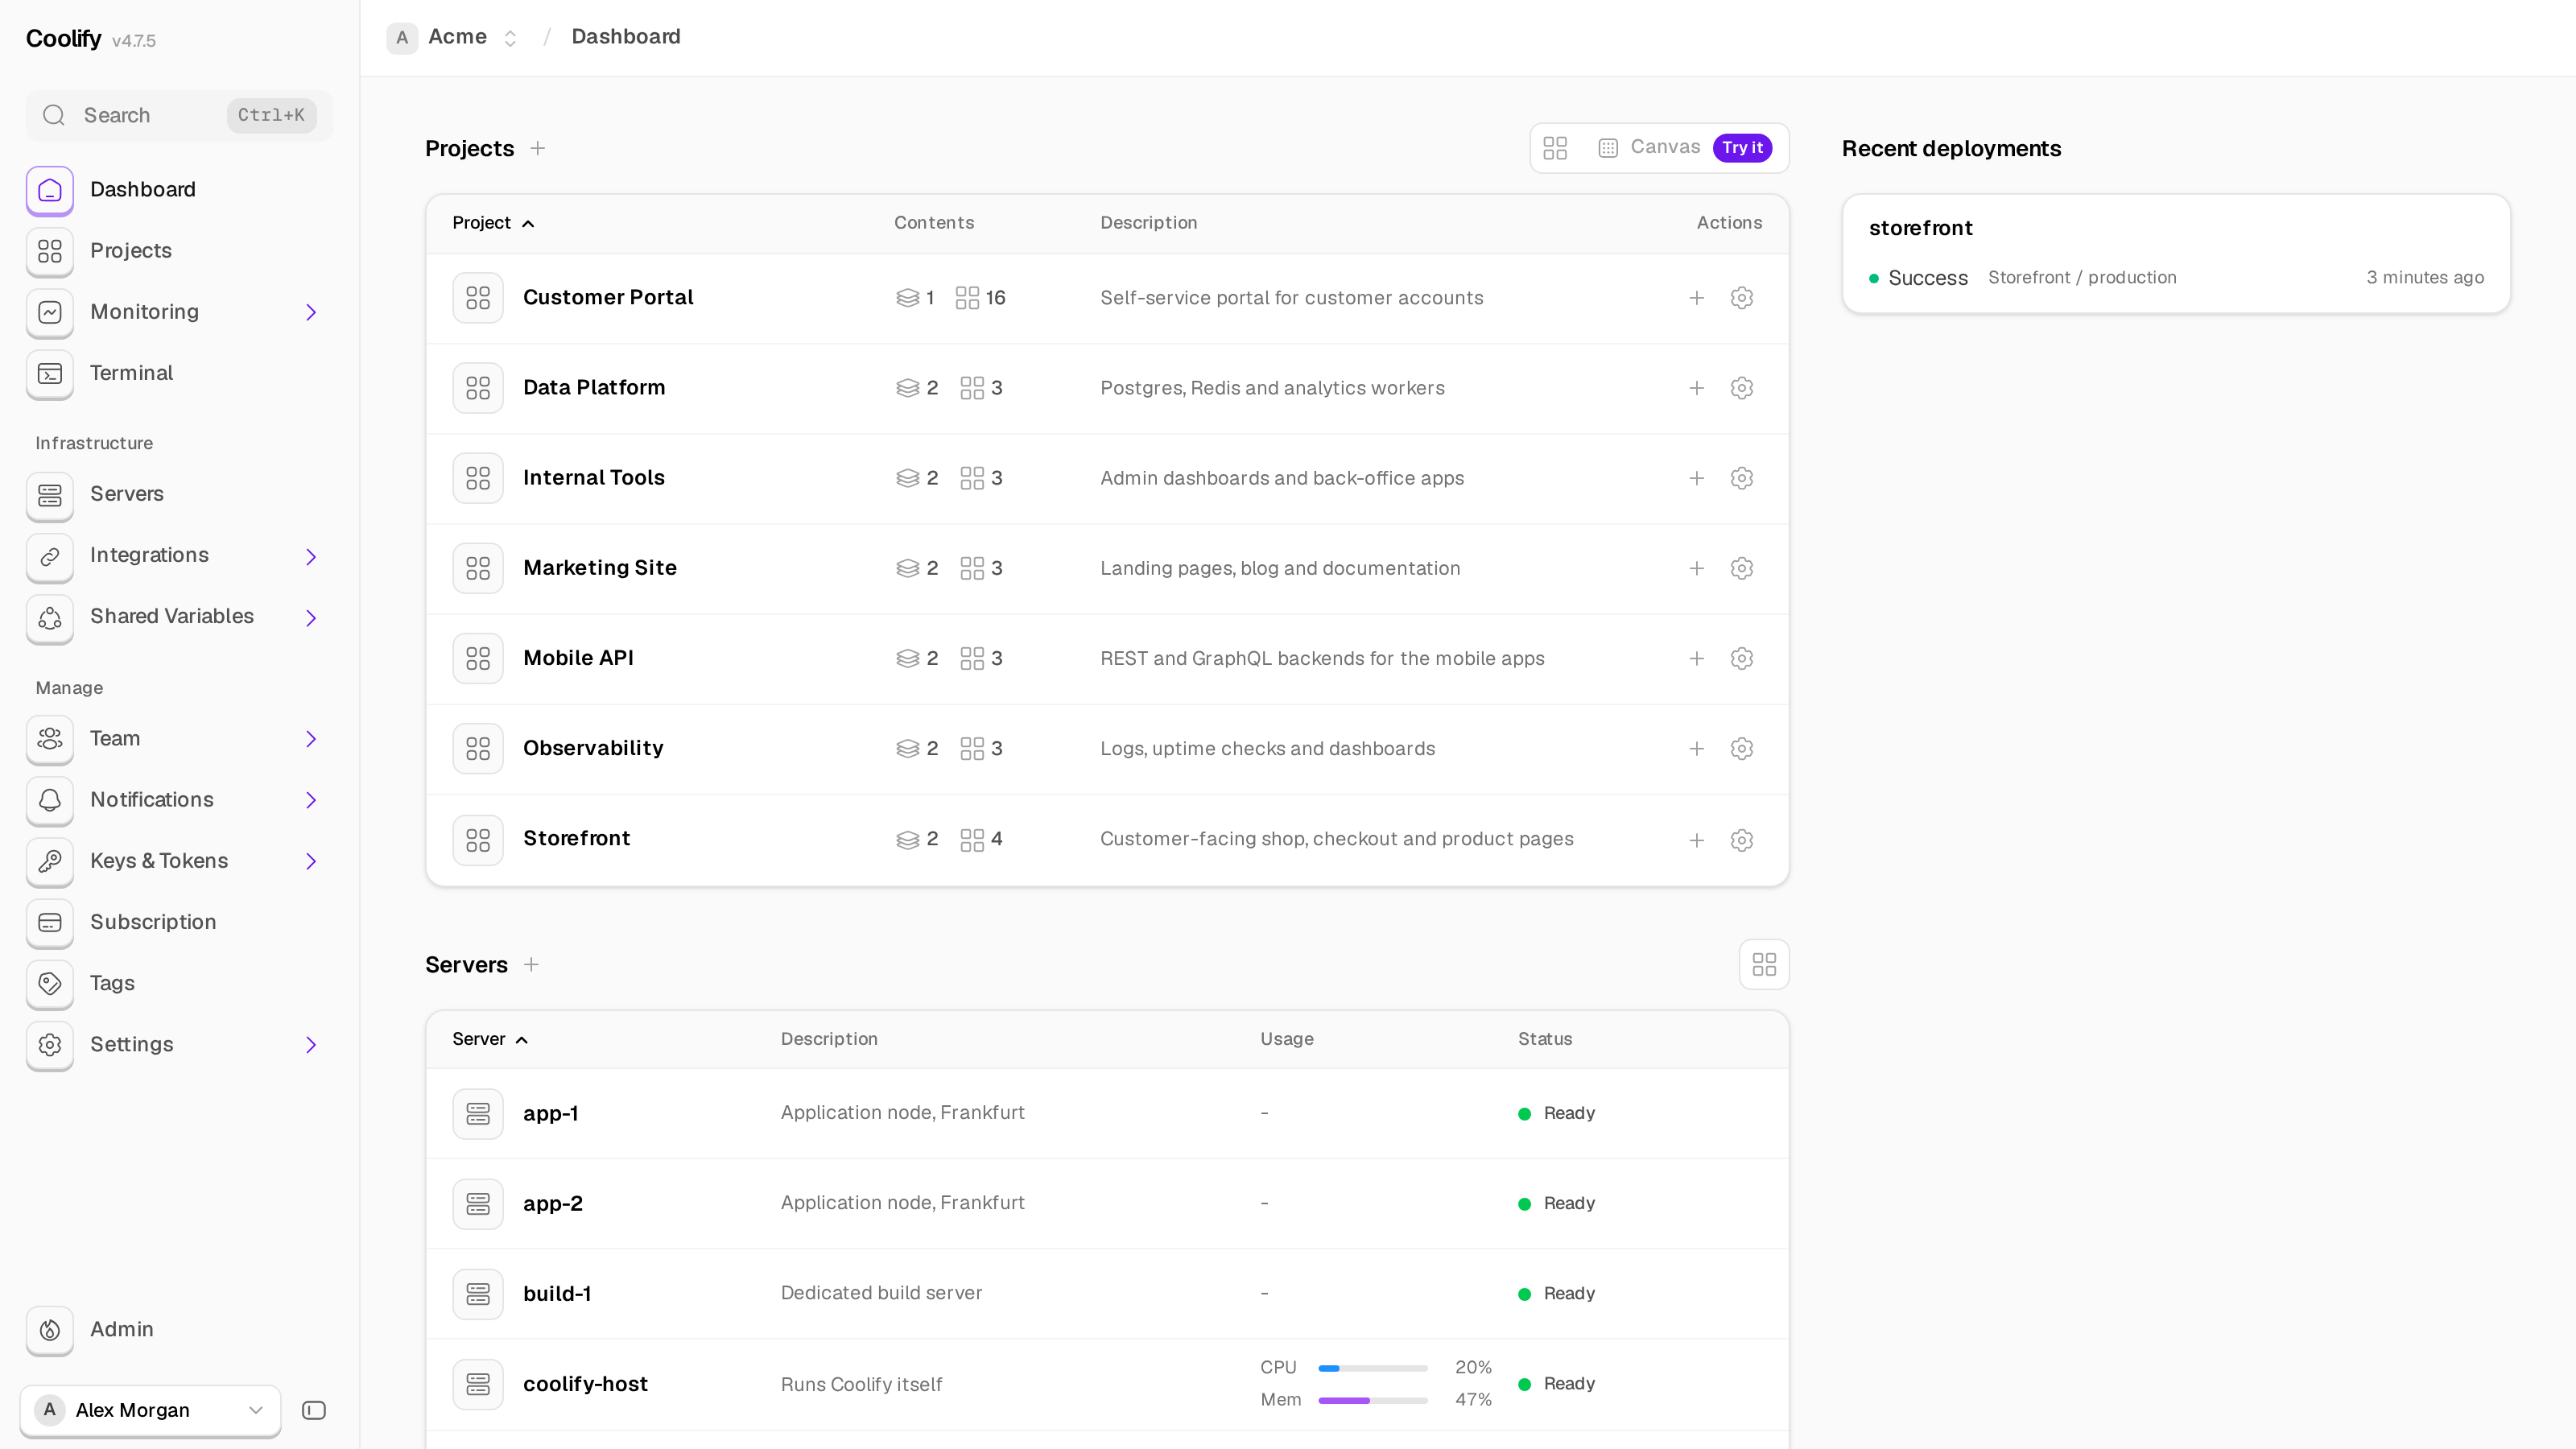 Coolify v4.7.5
Search Ctrl+K
Dashboard
Projects
Monitoring
Terminal
Infrastructure
Servers
Integrations
Shared Variables
Manage
Team
Notifications
Keys & Tokens
Subscription
Tags
Settings
Admin
A Alex Morgan
A Acme / Dashboard
Projects
Canvas Try it
Project Contents Description Actions
Customer Portal 1 16 Self-service portal for customer accounts
Data Platform 2 3 Postgres, Redis and analytics workers
Internal Tools 2 3 Admin dashboards and back-office apps
Marketing Site 2 3 Landing pages, blog and documentation
Mobile API 2 3 REST and GraphQL backends for the mobile apps
Observability 2 3 Logs, uptime checks and dashboards
Storefront 2 4 Customer-facing shop, checkout and product pages
Servers
Server Description Usage Status
app-1 Application node, Frankfurt - Ready
app-2 Application node, Frankfurt - Ready
build-1 Dedicated build server - Ready
coolify-host Runs Coolify itself CPU 20% Ready
Mem 47%
Recent deployments
storefront
Success Storefront / production 3 minutes ago